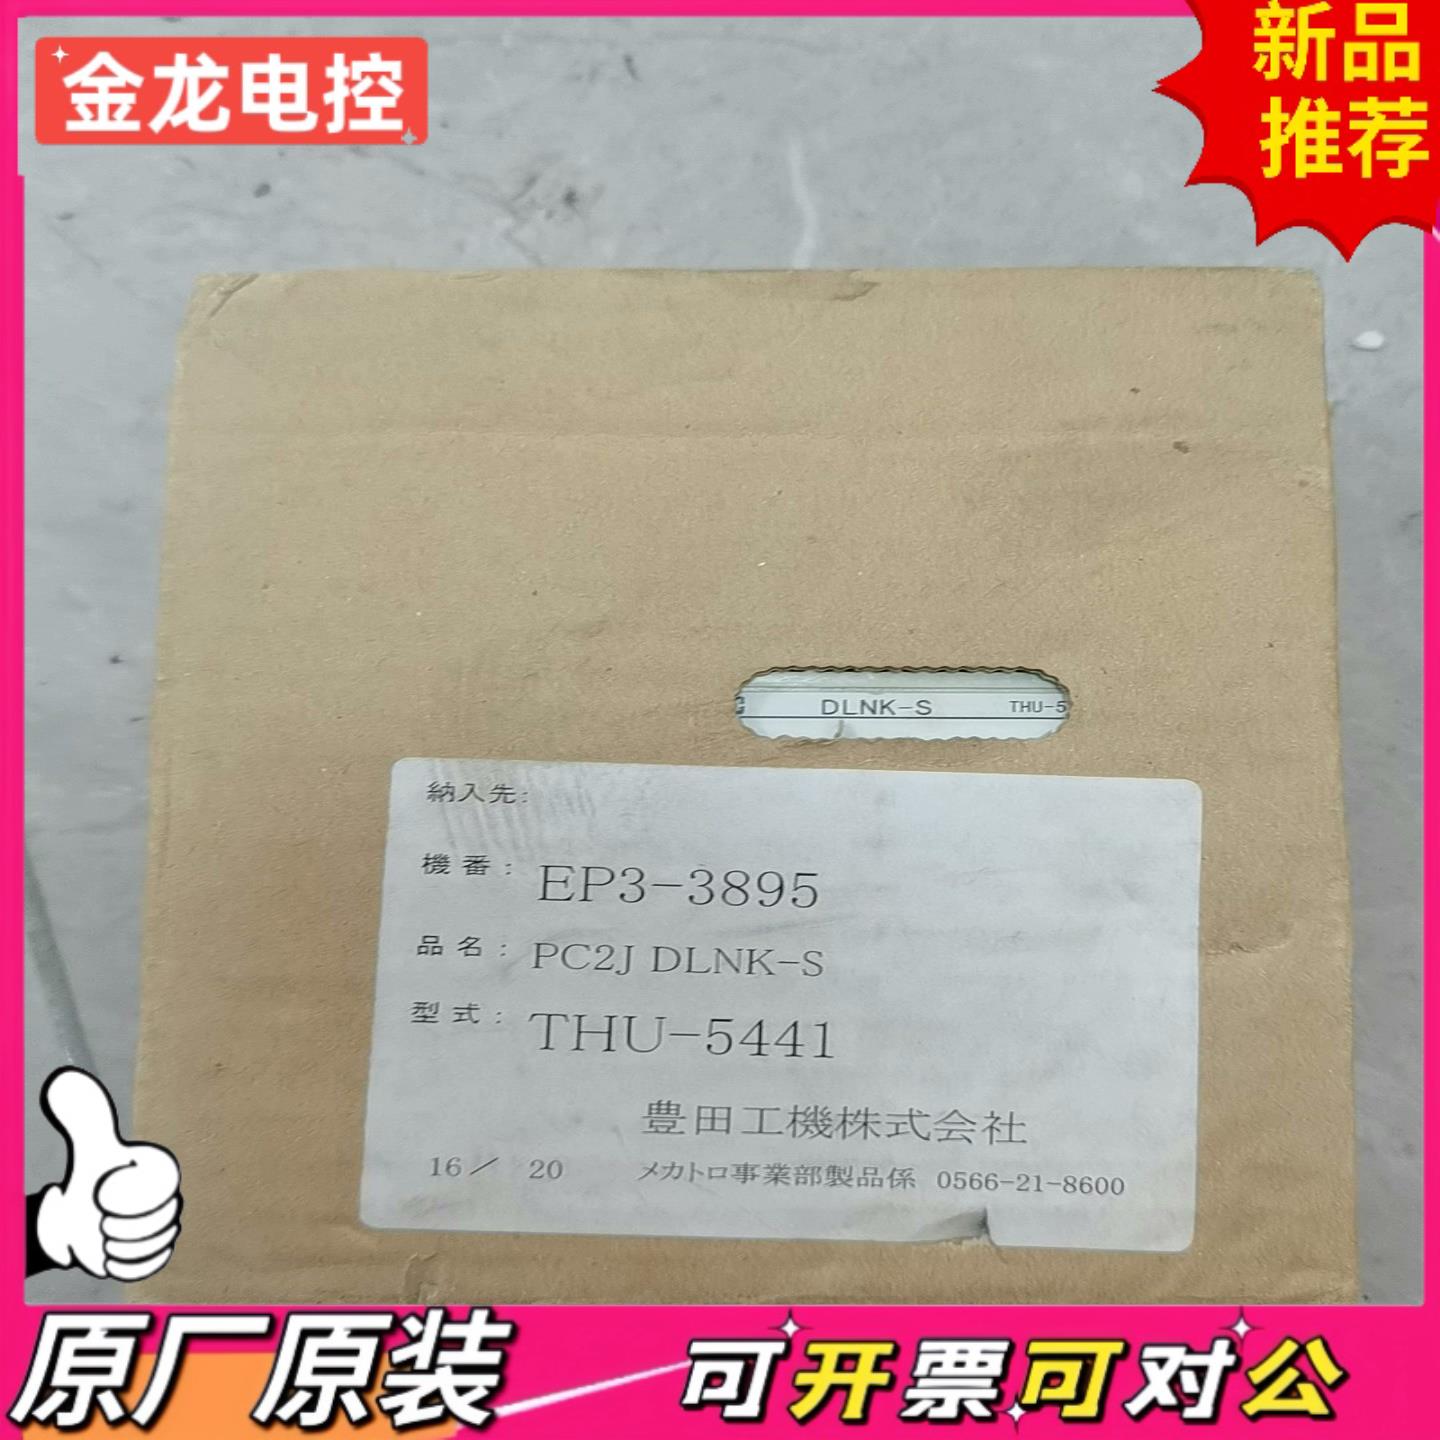 金龙电控
新品
推荐
DLNK-S THU-5
納入先:
機番: EP3-3895
品名: PC2J DLNK-S
型式: THU-5441
豊田工機株式会社
16/ 20 メカトロ事業部製品係 0566-21-8600
原厂原装
可开票可对公